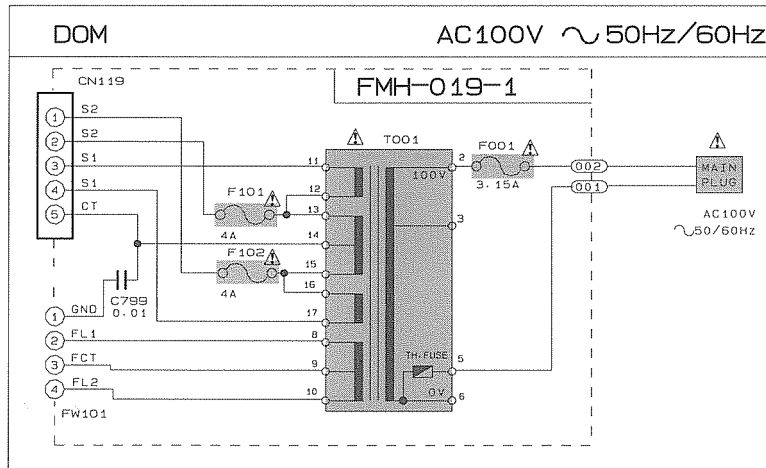 DOM AC100V ∿ 50Hz/60Hz
CN119
FMH-019-1
1 S2
2 S2
3 S1
4 S1
5 CT
C799
0.01
1 GND
2 FL1
3 FCT
4 FL2
FW101
F101
4A
F102
4A
T001
11
12
13
14
15
16
17
8
9
10
2
100V
3
TH.FUSE
5
0V
6
F001
3.15A
002
001
MAIN
PLUG
AC100V
∿50/60Hz